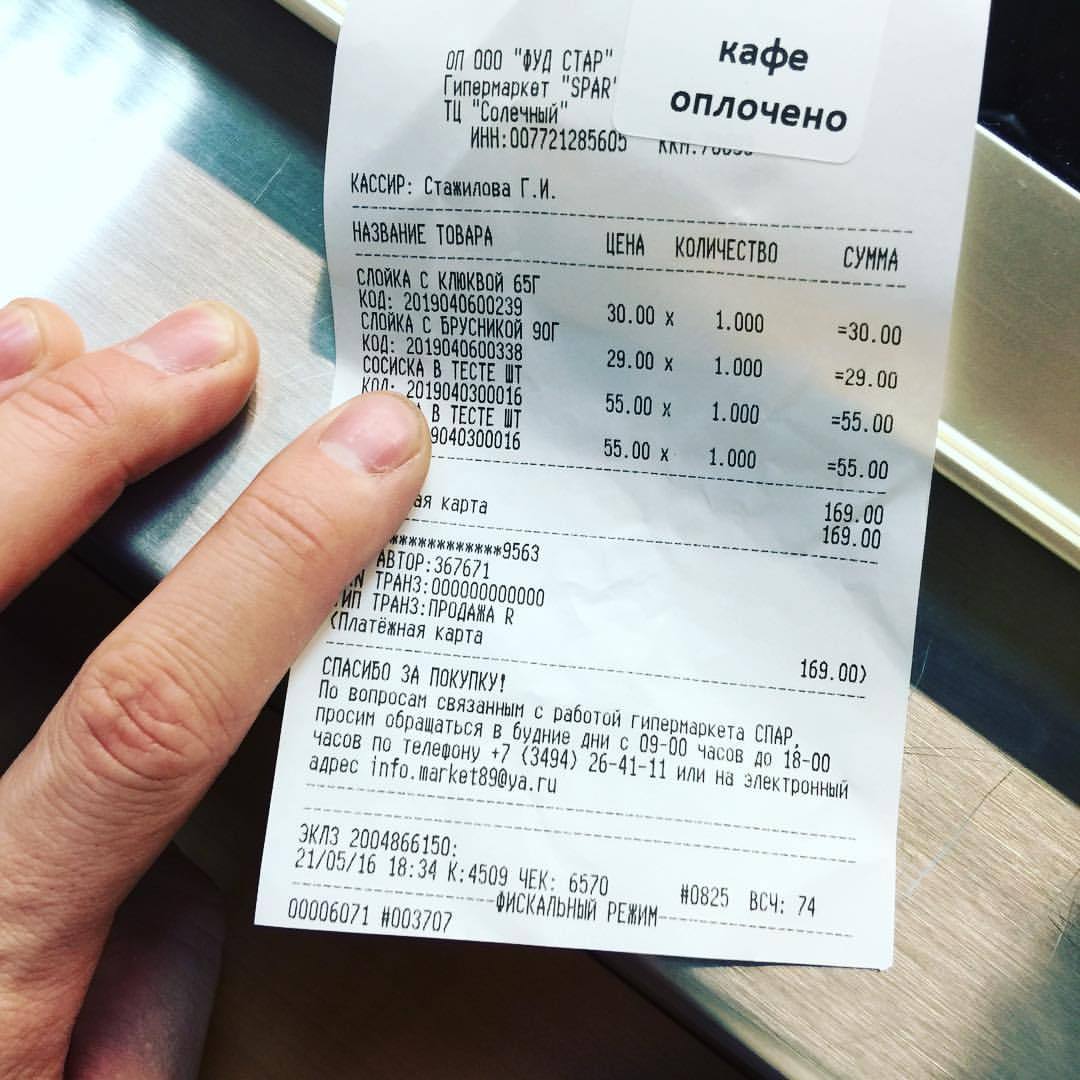 кафе
оплочено
ОП ООО "ФУД СТАР"
Гипермаркет "SPAR"
ТЦ "Солечный"
ИНН:007721285605 ККМ:
КАССИР: Стажилова Г.И.
НАЗВАНИЕ ТОВАРА ЦЕНА КОЛИЧЕСТВО СУММА
СЛОЙКА С КЛЮКВОЙ 65Г
КОД: 2019040600239 30.00 x 1.000 =30.00
СЛОЙКА С БРУСНИКОЙ 90Г
КОД: 2019040600338 29.00 x 1.000 =29.00
СОСИСКА В ТЕСТЕ ШТ
КОД: 2019040300016 55.00 x 1.000 =55.00
В ТЕСТЕ ШТ
9040300016 55.00 x 1.000 =55.00
169.00
ая карта 169.00
*************9563
АВТОР:367671
ТРАНЗ:000000000000
ТИП ТРАНЗ:ПРОДАЖА R
(Платёжная карта 169.00)
СПАСИБО ЗА ПОКУПКУ!
По вопросам связанным с работой гипермаркета СПАР,
просим обращаться в будние дни с 09-00 часов до 18-00
часов по телефону +7 (3494) 26-41-11 или на электронный
адрес info.market89@ya.ru
ЭКЛЗ 2004866150:
21/05/16 18:34 К:4509 ЧЕК: 6570 #0825 ВСЧ: 74
ФИСКАЛЬНЫЙ РЕЖИМ
00006071 #003707